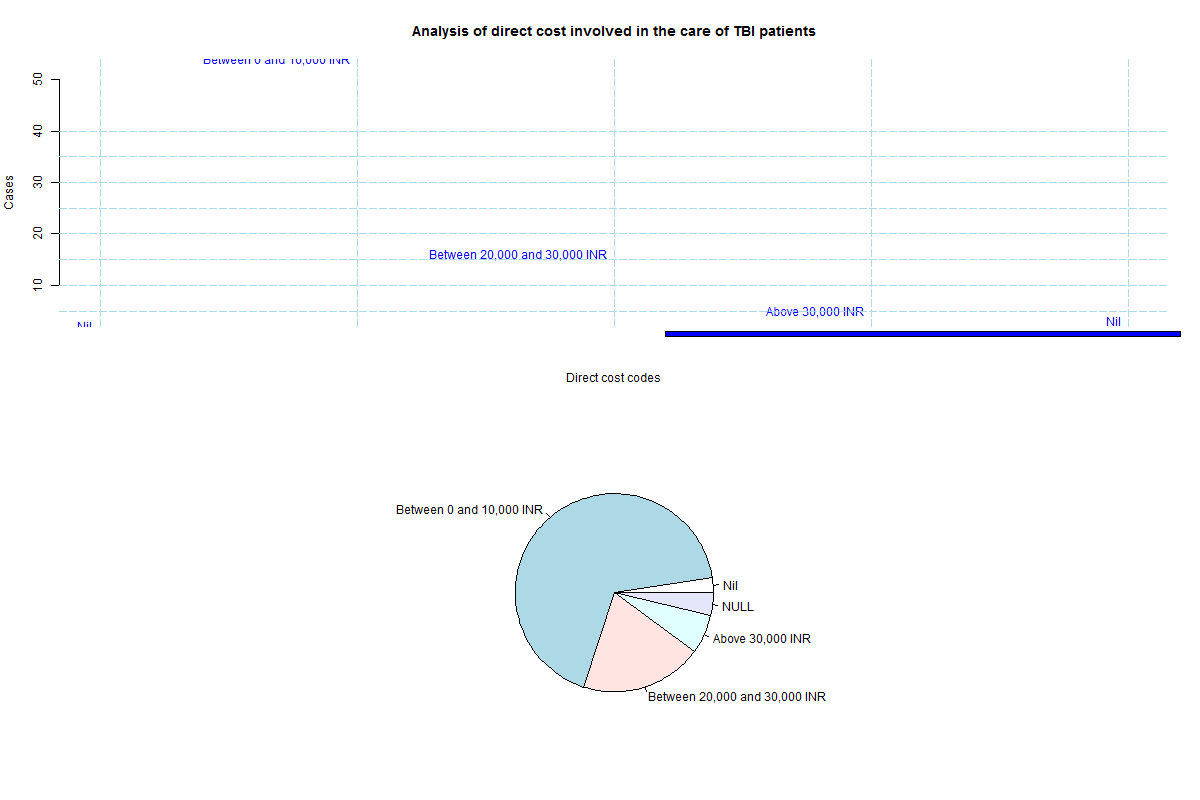 Analysis of direct cost involved in the care of TBI patients
Between 0 and 10,000 INR
50
40
30
20
10
Cases
Between 20,000 and 30,000 INR
Above 30,000 INR
Nil
Nil
Direct cost codes
Between 0 and 10,000 INR
Nil
NULL
Above 30,000 INR
Between 20,000 and 30,000 INR